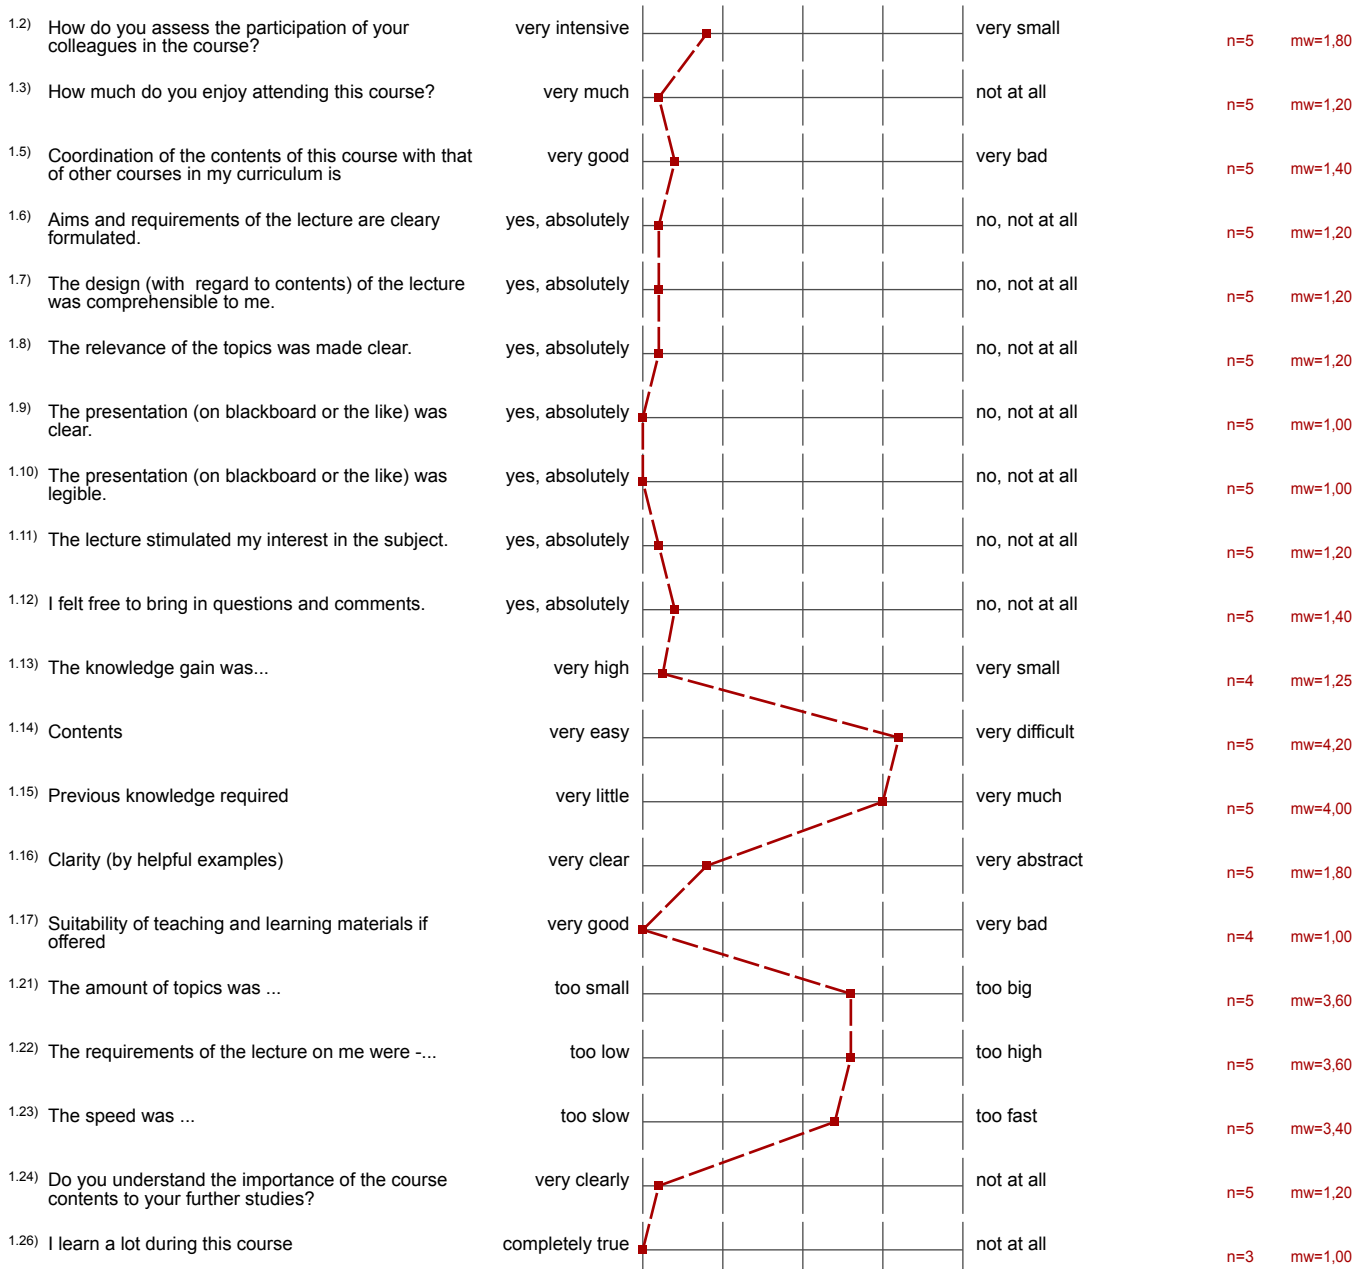 1.2) How do you assess the participation of your
colleagues in the course?
very intensive
very small
n=5 mw=1,80
1.3) How much do you enjoy attending this course?
very much
not at all
n=5 mw=1,20
1.5) Coordination of the contents of this course with that
of other courses in my curriculum is
very good
very bad
n=5 mw=1,40
1.6) Aims and requirements of the lecture are cleary
formulated.
yes, absolutely
no, not at all
n=5 mw=1,20
1.7) The design (with regard to contents) of the lecture
was comprehensible to me.
yes, absolutely
no, not at all
n=5 mw=1,20
1.8) The relevance of the topics was made clear.
yes, absolutely
no, not at all
n=5 mw=1,20
1.9) The presentation (on blackboard or the like) was
clear.
yes, absolutely
no, not at all
n=5 mw=1,00
1.10) The presentation (on blackboard or the like) was
legible.
yes, absolutely
no, not at all
n=5 mw=1,00
1.11) The lecture stimulated my interest in the subject.
yes, absolutely
no, not at all
n=5 mw=1,20
1.12) I felt free to bring in questions and comments.
yes, absolutely
no, not at all
n=5 mw=1,40
1.13) The knowledge gain was...
very high
very small
n=4 mw=1,25
1.14) Contents
very easy
very difficult
n=5 mw=4,20
1.15) Previous knowledge required
very little
very much
n=5 mw=4,00
1.16) Clarity (by helpful examples)
very clear
very abstract
n=5 mw=1,80
1.17) Suitability of teaching and learning materials if
offered
very good
very bad
n=4 mw=1,00
1.21) The amount of topics was ...
too small
too big
n=5 mw=3,60
1.22) The requirements of the lecture on me were -...
too low
too high
n=5 mw=3,60
1.23) The speed was ...
too slow
too fast
n=5 mw=3,40
1.24) Do you understand the importance of the course
contents to your further studies?
very clearly
not at all
n=5 mw=1,20
1.26) I learn a lot during this course
completely true
not at all
n=3 mw=1,00